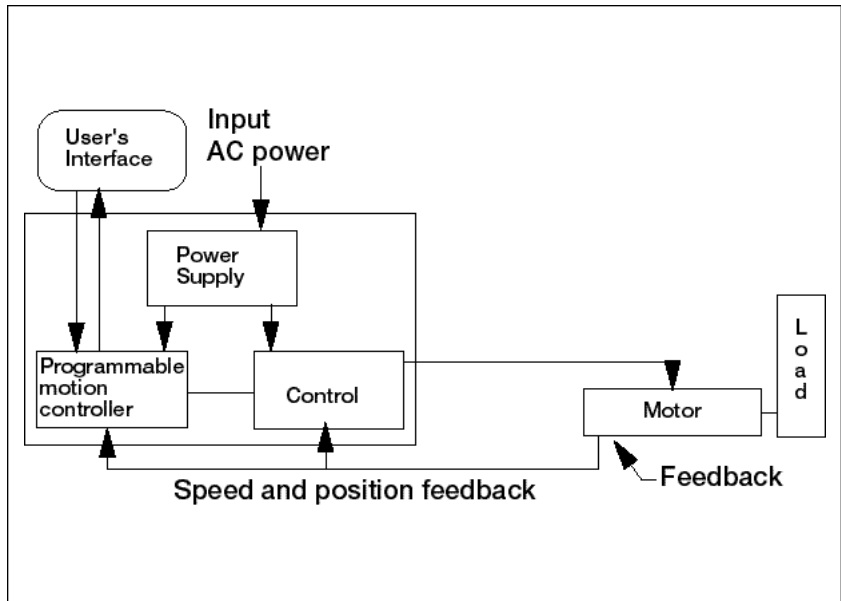 User's
Interface
Input
AC power
Power
Supply
Programmable
motion
controller
Control
Motor
L
o
a
d
Speed and position feedback
Feedback